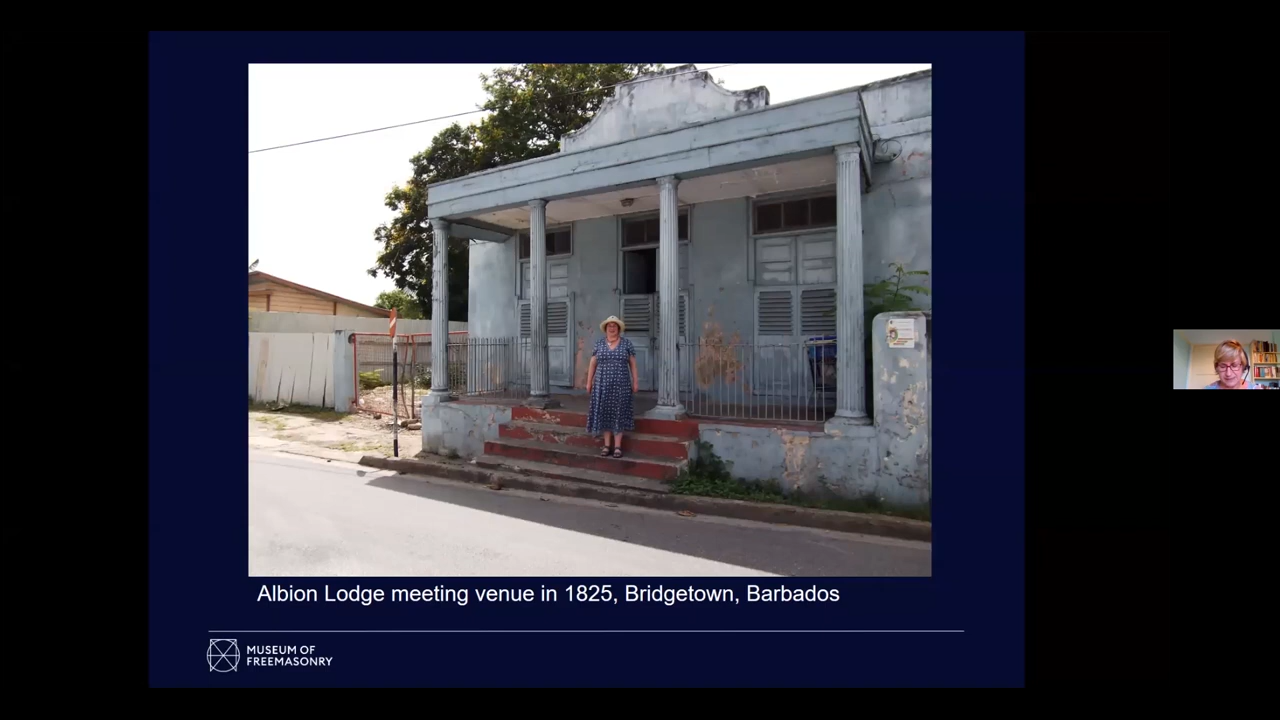 Albion Lodge meeting venue in 1825, Bridgetown, Barbados
MUSEUM OF
FREEMASONRY